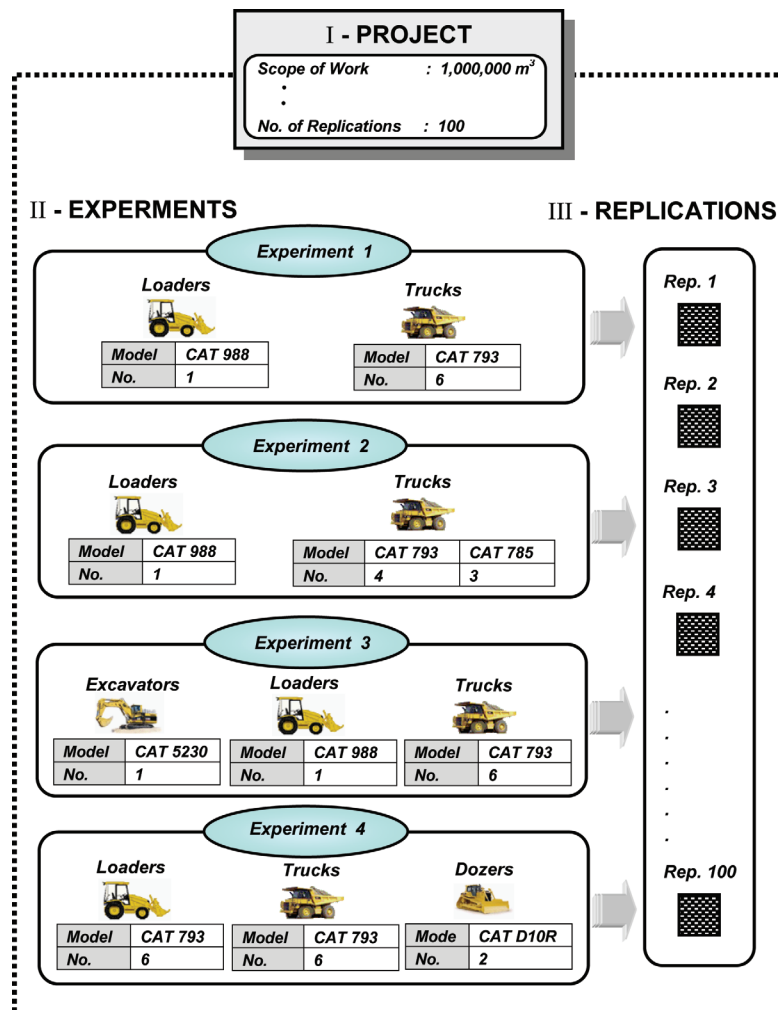 I - PROJECT
Scope of Work : 1,000,000 m³
•
•
No. of Replications : 100
II - EXPERMENTS
III - REPLICATIONS
Experiment 1
Loaders
Trucks
Model CAT 988
No. 1
Model CAT 793
No. 6
Experiment 2
Loaders
Trucks
Model CAT 988
No. 1
Model CAT 793 CAT 785
No. 4 3
Experiment 3
Excavators
Loaders
Trucks
Model CAT 5230
No. 1
Model CAT 988
No. 1
Model CAT 793
No. 6
Experiment 4
Loaders
Trucks
Dozers
Model CAT 793
No. 6
Model CAT 793
No. 6
Mode CAT D10R
No. 2
Rep. 1
Rep. 2
Rep. 3
Rep. 4
.
.
.
.
.
.
Rep. 100